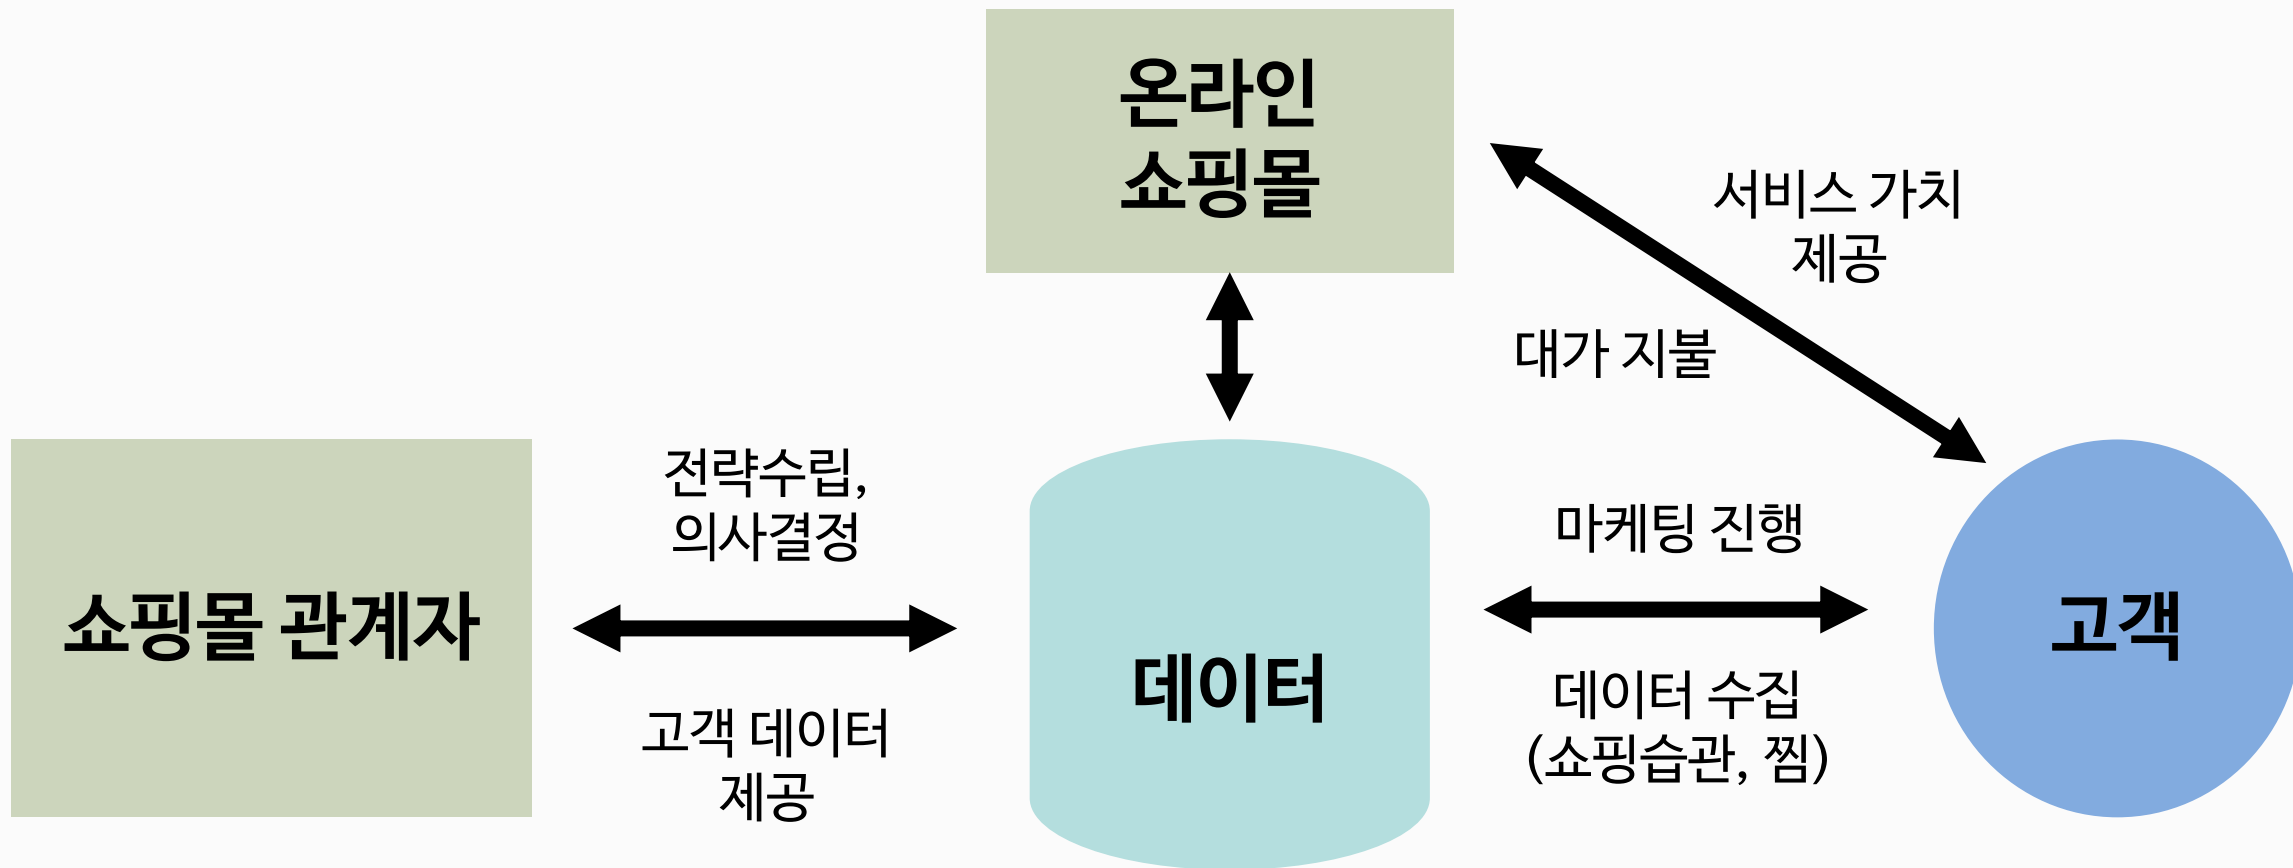 온라인
쇼핑몰
서비스 가치
제공
대가 지불
전략수립,
의사결정
쇼핑몰 관계자
고객 데이터
제공
데이터
마케팅 진행
데이터 수집
(쇼핑습관, 찜)
고객